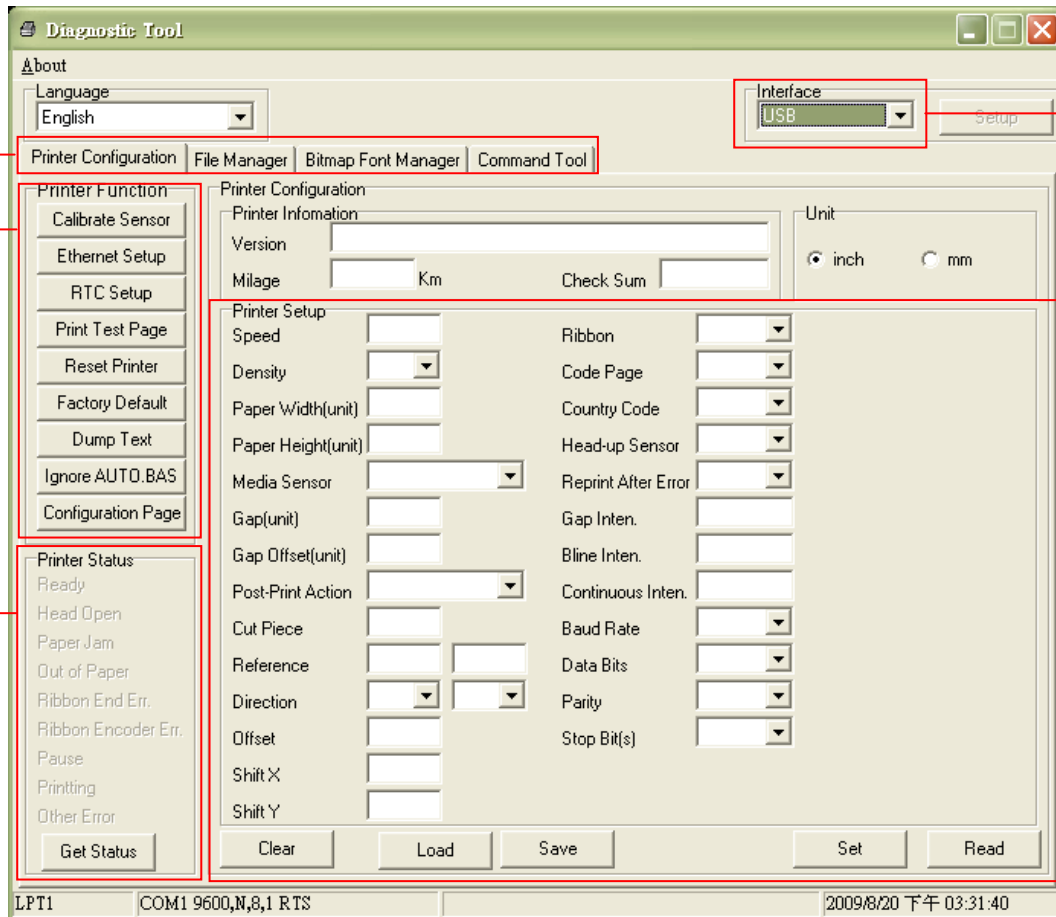 Diagnostic Tool
About
Language
English
Interface
USB
Setup
Printer Configuration
File Manager
Bitmap Font Manager
Command Tool
Printer Function
Calibrate Sensor
Ethernet Setup
RTC Setup
Print Test Page
Reset Printer
Factory Default
Dump Text
Ignore AUTO.BAS
Configuration Page
Printer Status
Ready
Head Open
Paper Jam
Out of Paper
Ribbon End Err.
Ribbon Encoder Err.
Pause
Printting
Other Error
Get Status
Printer Configuration
Printer Infomation
Version
Milage
Km
Check Sum
Unit
inch
mm
Printer Setup
Speed
Density
Paper Width(unit)
Paper Height(unit)
Media Sensor
Gap(unit)
Gap Offset(unit)
Post-Print Action
Cut Piece
Reference
Direction
Offset
Shift X
Shift Y
Ribbon
Code Page
Country Code
Head-up Sensor
Reprint After Error
Gap Inten.
Bline Inten.
Continuous Inten.
Baud Rate
Data Bits
Parity
Stop Bit(s)
Clear
Load
Save
Set
Read
LPT1
COM1 9600,N,8,1 RTS
2009/8/20 下午 03:31:40